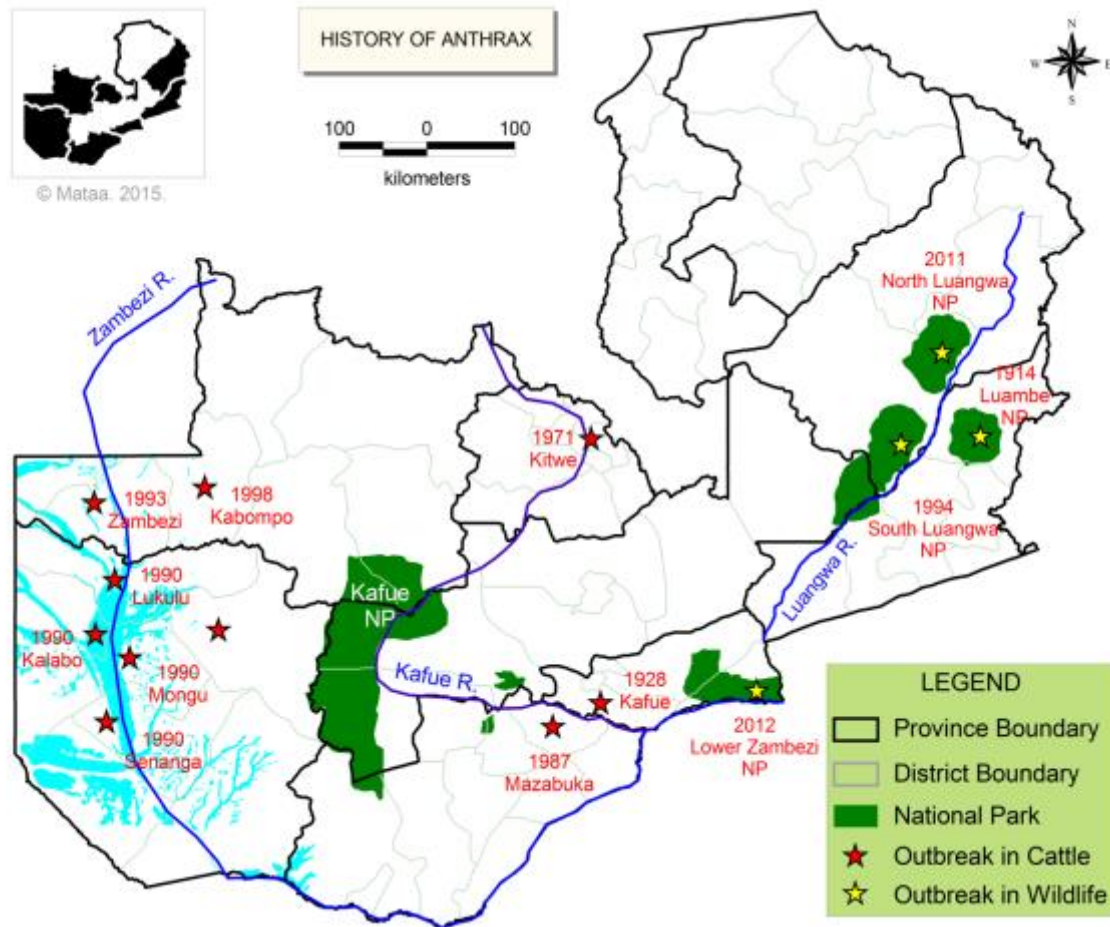 HISTORY OF ANTHRAX
N
W
E
S
100 0 100
kilometers
© Mataa. 2015.
Zambezi R.
2011
North Luangwa
NP
1914
Luambe
NP
1971
Kitwe
1993
Zambezi
1998
Kabompo
1994
South Luangwa
NP
Luangwa R.
1990
Lukulu
Kafue
NP
1990
Kalabo
1990
Mongu
Kafue R.
1928
Kafue
1990
Senanga
1987
Mazabuka
2012
Lower Zambezi
NP
LEGEND
Province Boundary
District Boundary
National Park
Outbreak in Cattle
Outbreak in Wildlife